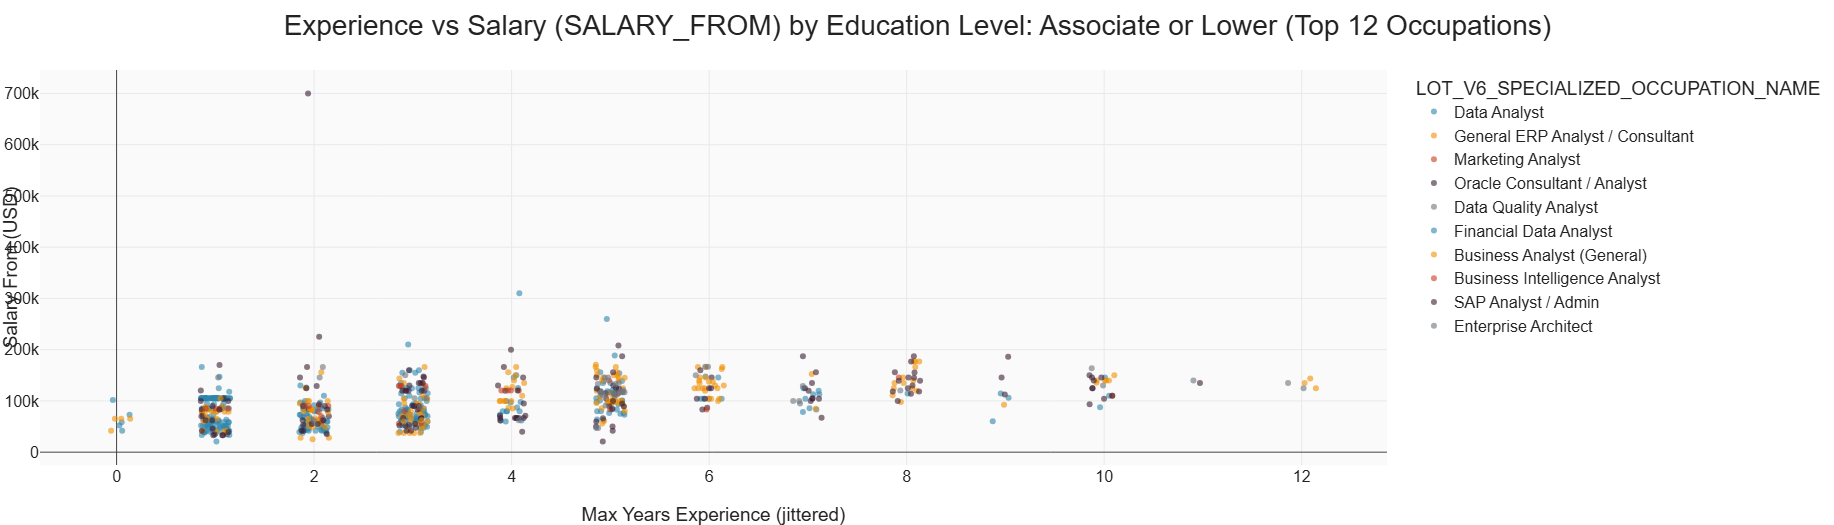 Experience vs Salary (SALARY_FROM) by Education Level: Associate or Lower (Top 12 Occupations)
700k
600k
500k
400k
300k
200k
100k
0
Salary From (USD)
0
2
4
6
8
10
12
Max Years Experience (jittered)
LOT_V6_SPECIALIZED_OCCUPATION_NAME
Data Analyst
General ERP Analyst / Consultant
Marketing Analyst
Oracle Consultant / Analyst
Data Quality Analyst
Financial Data Analyst
Business Analyst (General)
Business Intelligence Analyst
SAP Analyst / Admin
Enterprise Architect